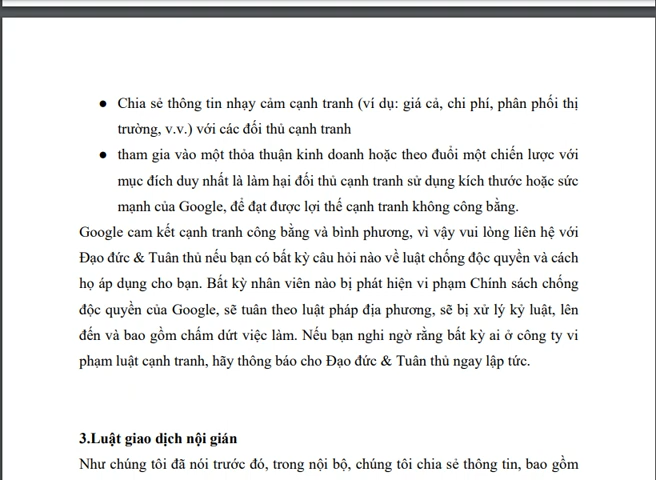 ● Chia sẻ thông tin nhạy cảm cạnh tranh (ví dụ: giá cả, chi phí, phân phối thị
trường, v.v.) với các đối thủ cạnh tranh
● tham gia vào một thỏa thuận kinh doanh hoặc theo đuổi một chiến lược với
mục đích duy nhất là làm hại đối thủ cạnh tranh sử dụng kích thước hoặc sức
mạnh của Google, để đạt được lợi thế cạnh tranh không công bằng.
Google cam kết cạnh tranh công bằng và bình phương, vì vậy vui lòng liên hệ với
Đạo đức & Tuân thủ nếu bạn có bất kỳ câu hỏi nào về luật chống độc quyền và cách
họ áp dụng cho bạn. Bất kỳ nhân viên nào bị phát hiện vi phạm Chính sách chống
độc quyền của Google, sẽ tuân theo luật pháp địa phương, sẽ bị xử lý kỷ luật, lên
đến và bao gồm chấm dứt việc làm. Nếu bạn nghi ngờ rằng bất kỳ ai ở công ty vi
phạm luật cạnh tranh, hãy thông báo cho Đạo đức & Tuân thủ ngay lập tức.
3.Luật giao dịch nội gián
Như chúng tôi đã nói trước đó, trong nội bộ, chúng tôi chia sẻ thông tin, bao gồm